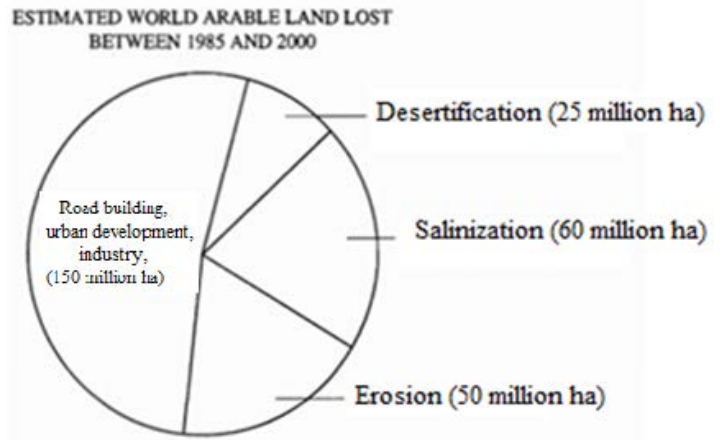 ESTIMATED WORLD ARABLE LAND LOST
BETWEEN 1985 AND 2000
Desertification (25 million ha)
Road building,
urban development,
industry,
(150 million ha)
Salinization (60 million ha)
Erosion (50 million ha)